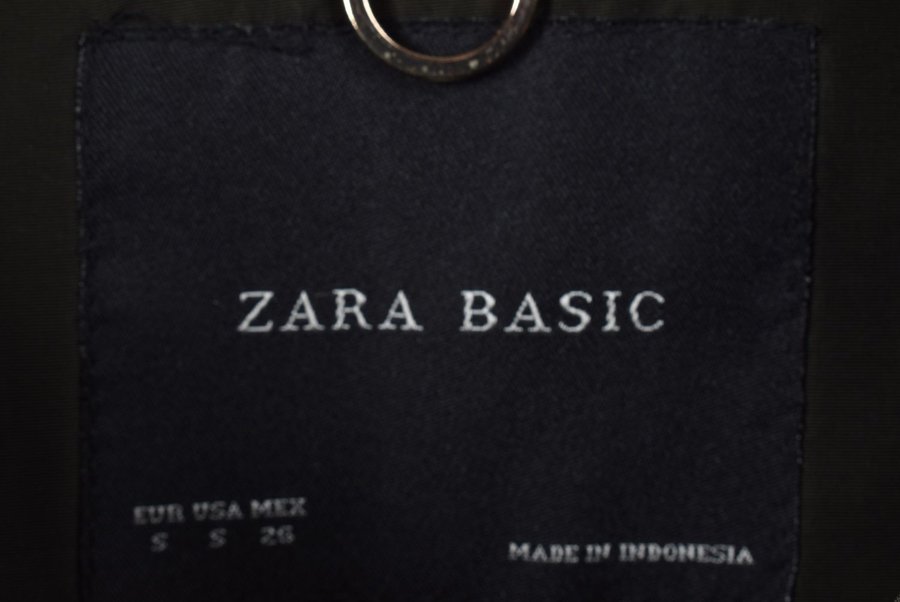 ZARA BASIC
EUR USA MEX
S S 26
MADE IN INDONESIA